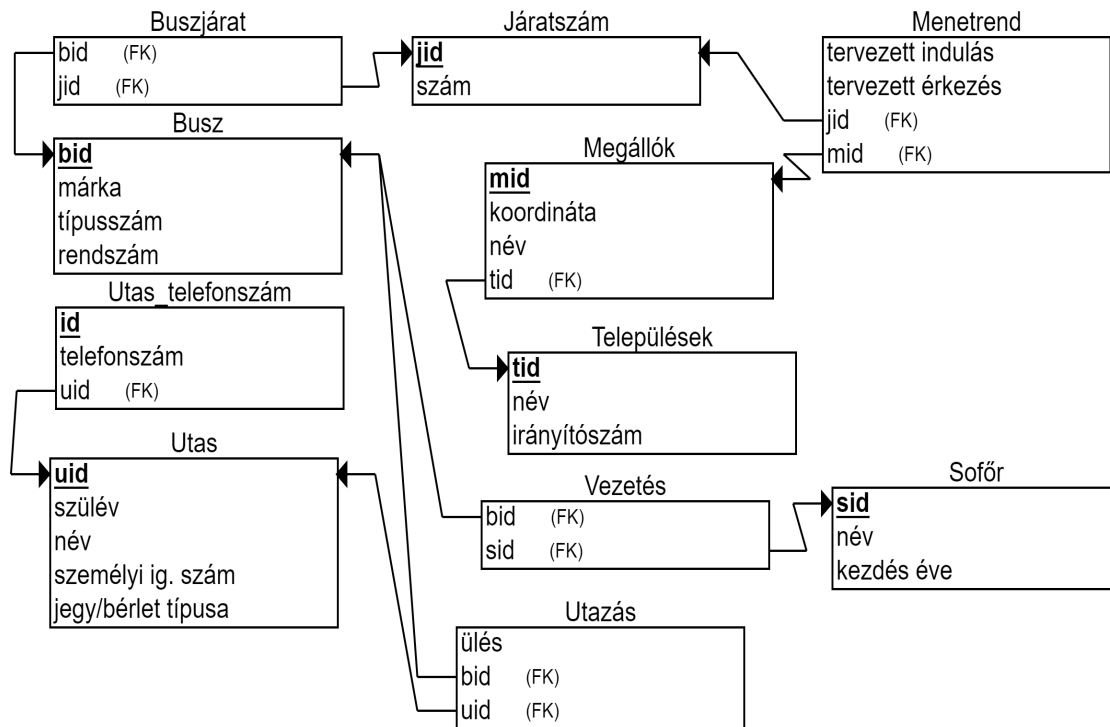 Buszjárat
bid (FK)
jid (FK)
Járatszám
jid
szám
Menetrend
tervezett indulás
tervezett érkezés
jid (FK)
mid (FK)
Busz
bid
márka
típusszám
rendszám
Megállók
mid
koordináta
név
tid (FK)
Utas_telefonszám
id
telefonszám
uid (FK)
Települések
tid
név
irányítószám
Utas
uid
szülév
név
személyi ig. szám
jegy/bérlet típusa
Vezetés
bid (FK)
sid (FK)
Sofőr
sid
név
kezdés éve
Utazás
ülés
bid (FK)
uid (FK)